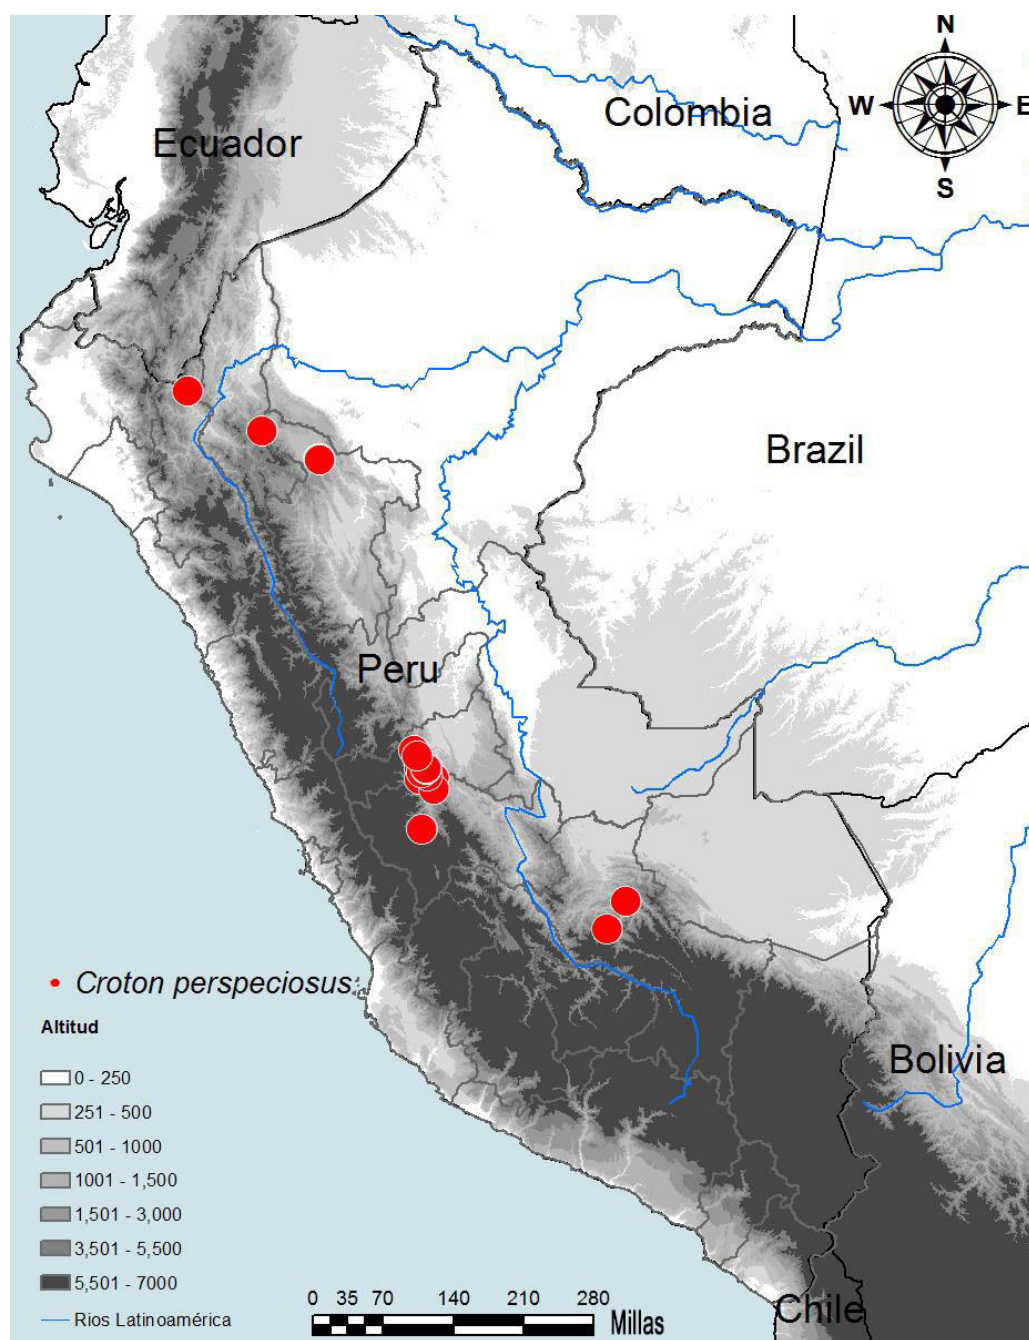 N
W
E
S
Colombia
Ecuador
Brazil
Peru
Bolivia
Chile
Croton perspeciosus
Altitud
0 - 250
251 - 500
501 - 1000
1001 - 1,500
1,501 - 3,000
3,501 - 5,500
5,501 - 7000
Rios Latinoamérica
0 35 70 140 210 280
Millas